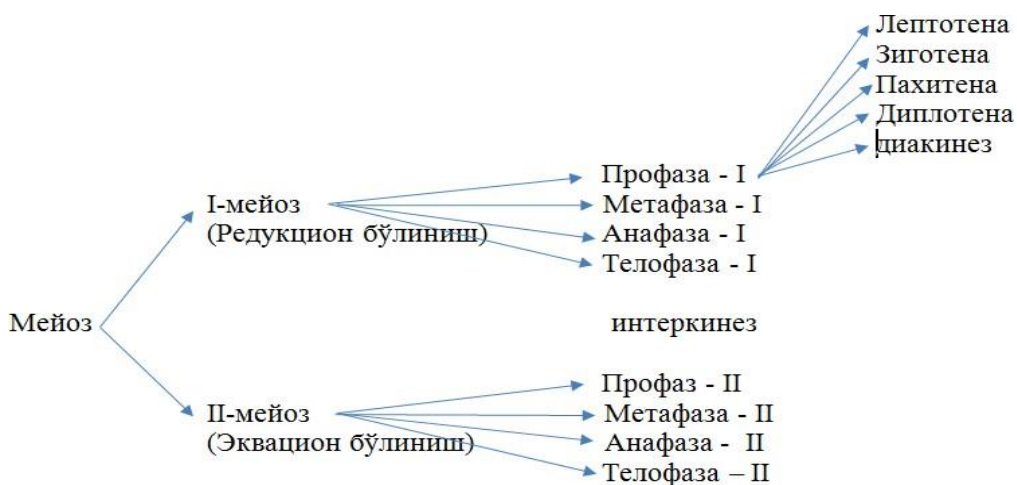 Лептотена
Зиготена
Пахитена
Диплотена
диакинез
Профаза - I
I-мейоз
Метафаза - I
(Редукцион бўлиниш)
Анафаза - I
Телофаза - I
Мейоз
интеркинез
Профаз - II
II-мейоз
Метафаза - II
(Эквацион бўлиниш)
Анафаза - II
Телофаза – II